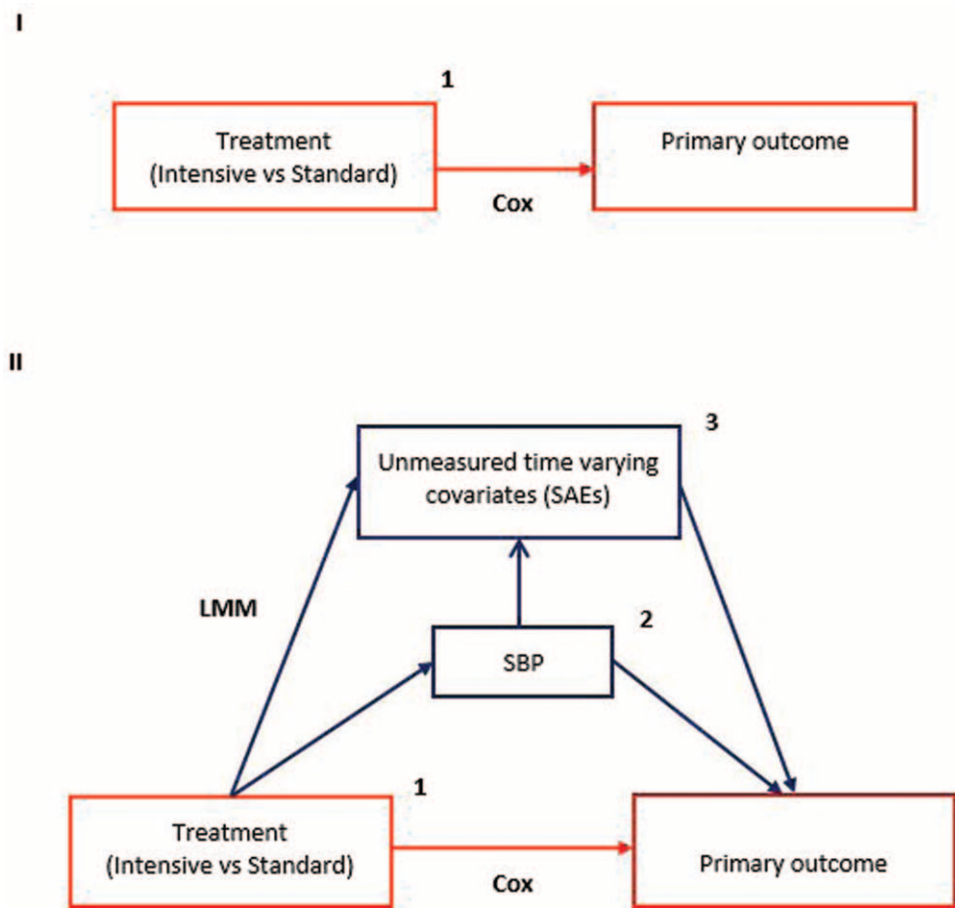 I
1
Treatment
(Intensive vs Standard)
Primary outcome
Cox
II
3
Unmeasured time varying
covariates (SAEs)
LMM
2
SBP
1
Treatment
(Intensive vs Standard)
Primary outcome
Cox